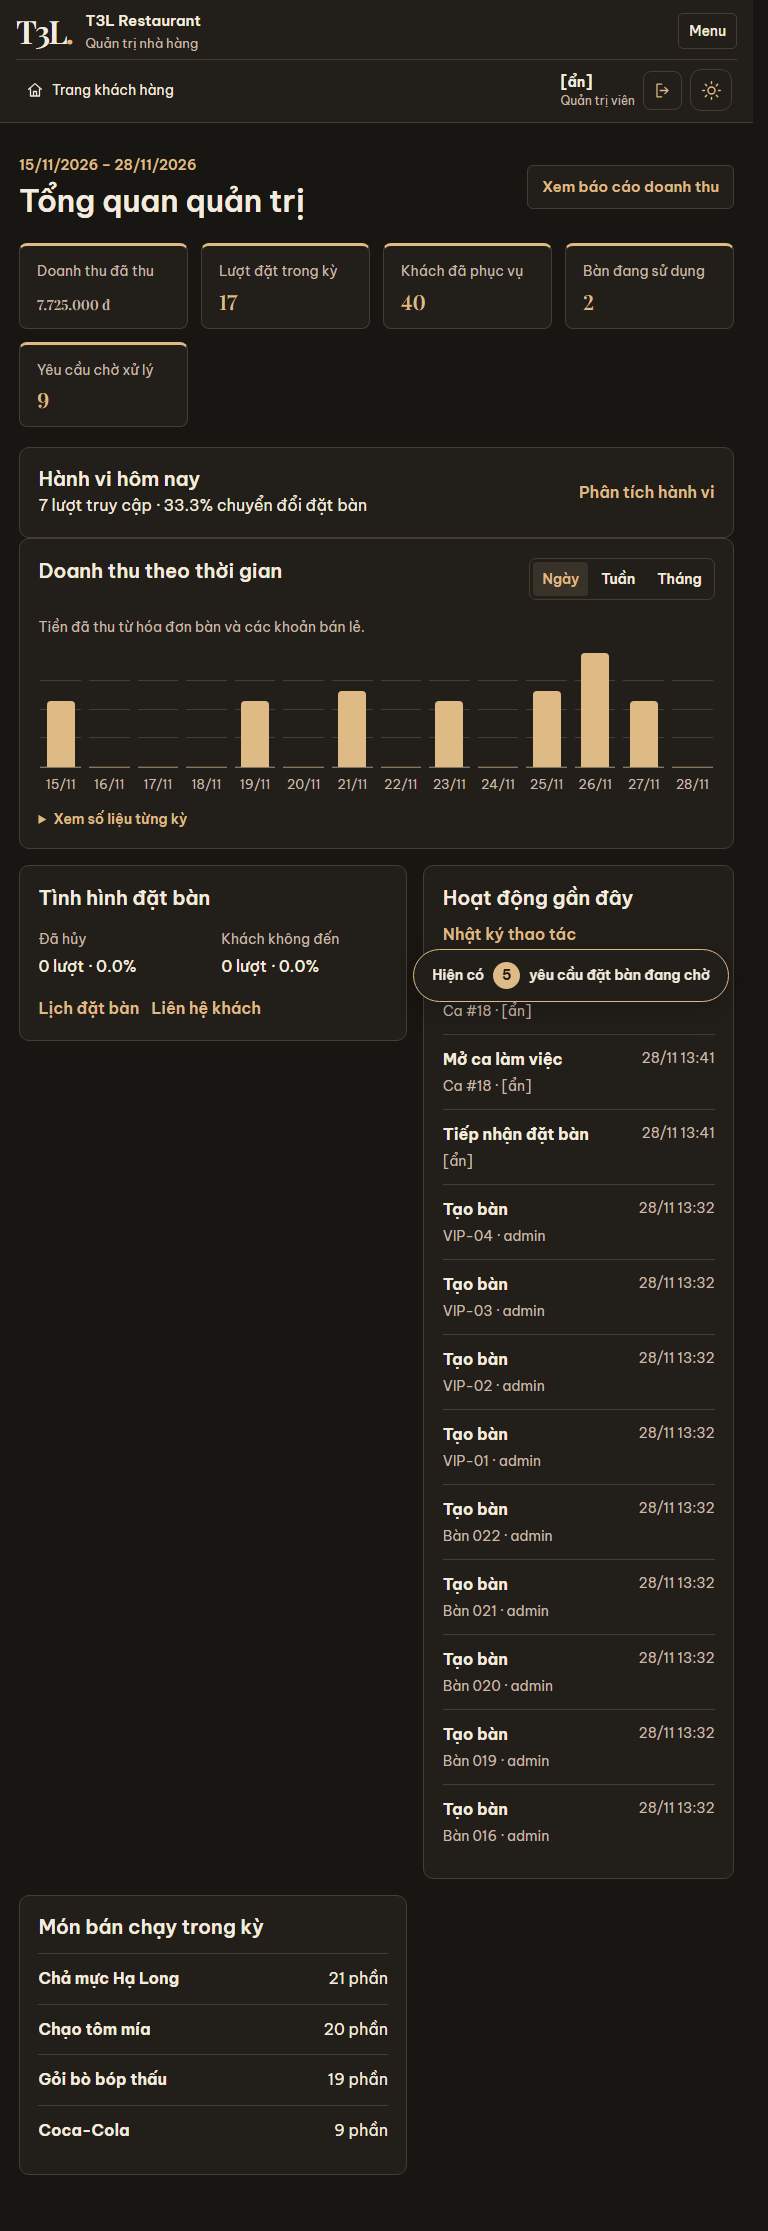 T3L.
T3L Restaurant
Quản trị nhà hàng
Menu
Trang khách hàng
[ẩn]
Quản trị viên
15/11/2026 – 28/11/2026
Tổng quan quản trị
Xem báo cáo doanh thu
Doanh thu đã thu
7.725.000 đ
Lượt đặt trong kỳ
17
Khách đã phục vụ
40
Bàn đang sử dụng
2
Yêu cầu chờ xử lý
9
Hành vi hôm nay
7 lượt truy cập · 33.3% chuyển đổi đặt bàn
Phân tích hành vi
Doanh thu theo thời gian
Ngày Tuần Tháng
Tiền đã thu từ hóa đơn bàn và các khoản bán lẻ.
15/11 16/11 17/11 18/11 19/11 20/11 21/11 22/11 23/11 24/11 25/11 26/11 27/11 28/11
Xem số liệu từng kỳ
Tình hình đặt bàn
Đã hủy
0 lượt · 0.0%
Khách không đến
0 lượt · 0.0%
Lịch đặt bàn Liên hệ khách
Hoạt động gần đây
Nhật ký thao tác
Hiện có 5 yêu cầu đặt bàn đang chờ
Ca #18 · [ẩn]
Mở ca làm việc 28/11 13:41
Ca #18 · [ẩn]
Tiếp nhận đặt bàn 28/11 13:41
[ẩn]
Tạo bàn 28/11 13:32
VIP-04 · admin
Tạo bàn 28/11 13:32
VIP-03 · admin
Tạo bàn 28/11 13:32
VIP-02 · admin
Tạo bàn 28/11 13:32
VIP-01 · admin
Tạo bàn 28/11 13:32
Bàn 022 · admin
Tạo bàn 28/11 13:32
Bàn 021 · admin
Tạo bàn 28/11 13:32
Bàn 020 · admin
Tạo bàn 28/11 13:32
Bàn 019 · admin
Tạo bàn 28/11 13:32
Bàn 016 · admin
Món bán chạy trong kỳ
Chả mực Hạ Long 21 phần
Chạo tôm mía 20 phần
Gỏi bò bóp thấu 19 phần
Coca-Cola 9 phần